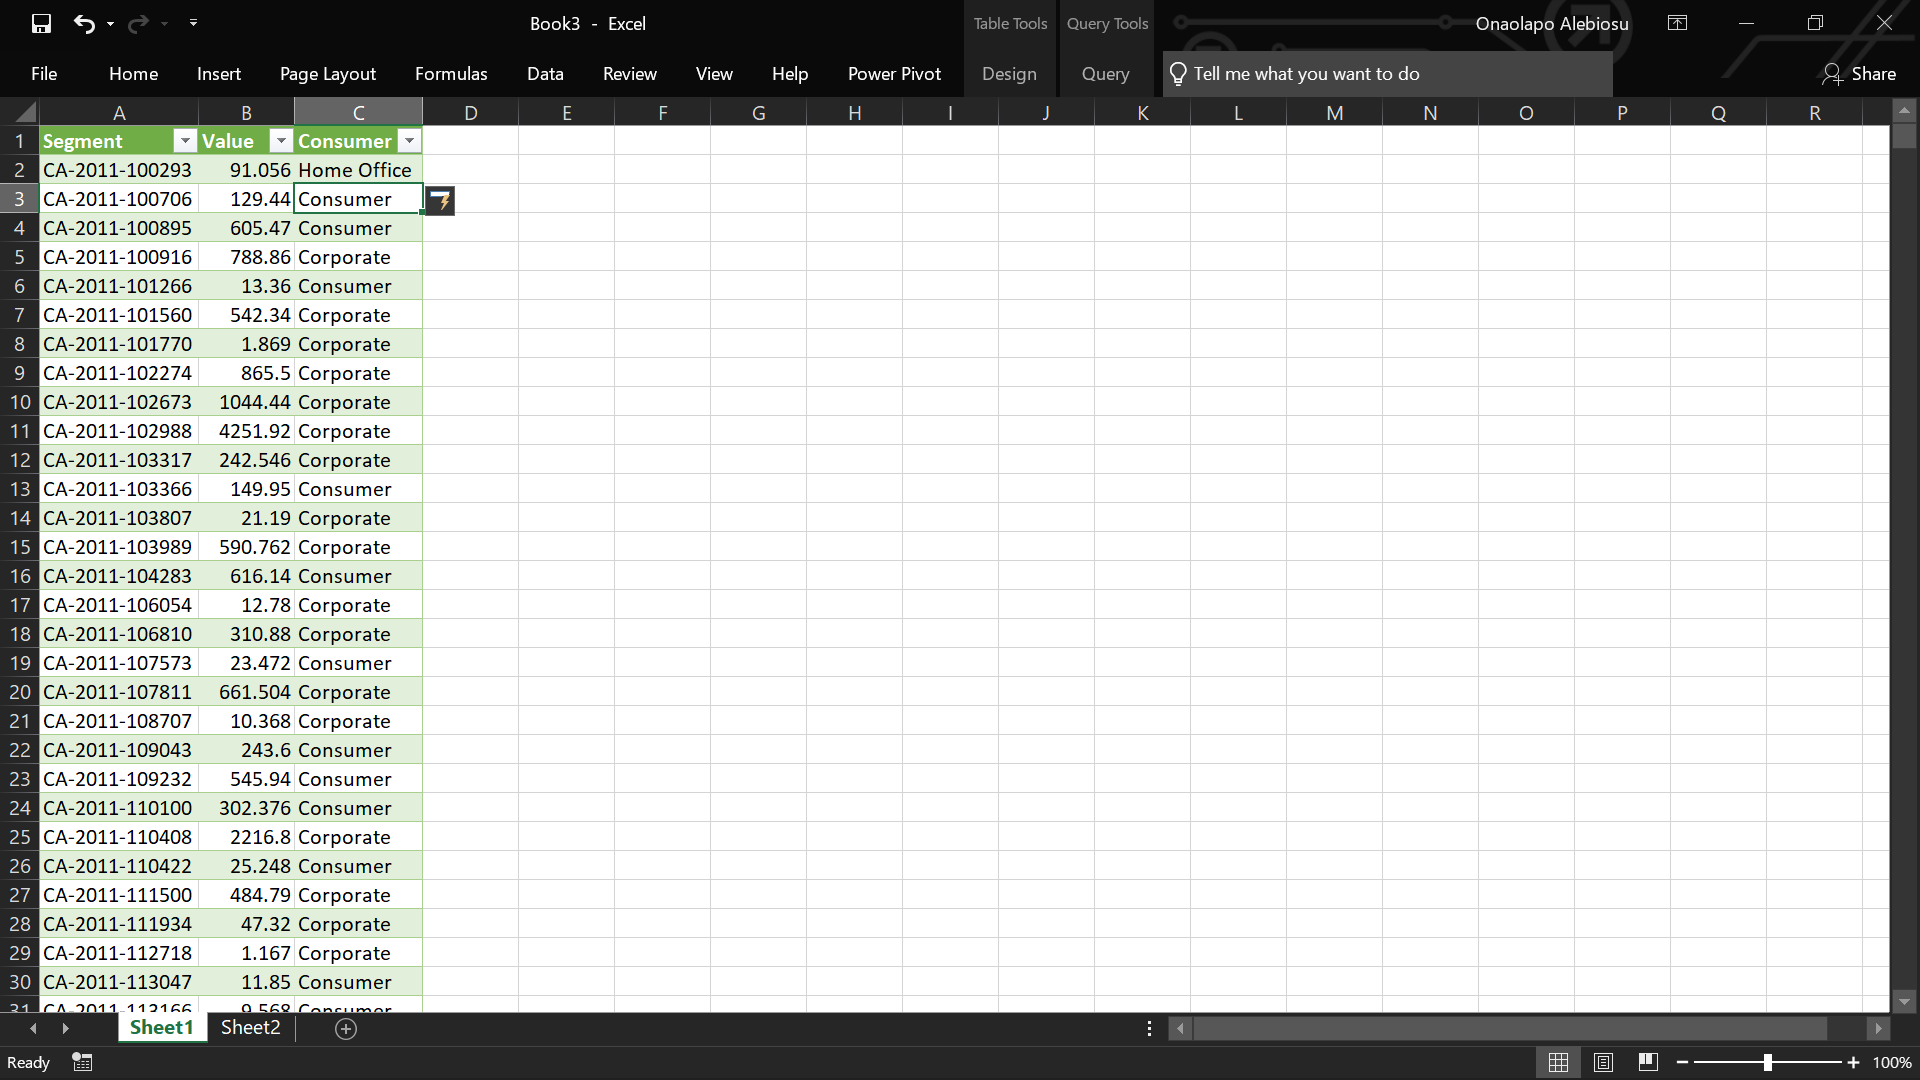 Book3 - Excel
Table Tools
Query Tools
Onaolapo Alebiosu
File Home Insert Page Layout Formulas Data Review View Help Power Pivot Design Query Tell me what you want to do Share
A B C D E F G H I J K L M N O P Q R
1 Segment Value Consumer
2 CA-2011-100293 91.056 Home Office
3 CA-2011-100706 129.44 Consumer
4 CA-2011-100895 605.47 Consumer
5 CA-2011-100916 788.86 Corporate
6 CA-2011-101266 13.36 Consumer
7 CA-2011-101560 542.34 Corporate
8 CA-2011-101770 1.869 Corporate
9 CA-2011-102274 865.5 Corporate
10 CA-2011-102673 1044.44 Corporate
11 CA-2011-102988 4251.92 Corporate
12 CA-2011-103317 242.546 Corporate
13 CA-2011-103366 149.95 Consumer
14 CA-2011-103807 21.19 Corporate
15 CA-2011-103989 590.762 Corporate
16 CA-2011-104283 616.14 Consumer
17 CA-2011-106054 12.78 Corporate
18 CA-2011-106810 310.88 Corporate
19 CA-2011-107573 23.472 Consumer
20 CA-2011-107811 661.504 Corporate
21 CA-2011-108707 10.368 Corporate
22 CA-2011-109043 243.6 Consumer
23 CA-2011-109232 545.94 Consumer
24 CA-2011-110100 302.376 Consumer
25 CA-2011-110408 2216.8 Corporate
26 CA-2011-110422 25.248 Consumer
27 CA-2011-111500 484.79 Corporate
28 CA-2011-111934 47.32 Corporate
29 CA-2011-112718 1.167 Corporate
30 CA-2011-113047 11.85 Consumer
31 CA-2011-113166 9.568 Consumer
Sheet1 Sheet2
Ready
100%